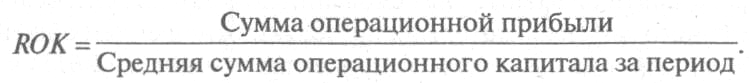 ROK = Сумма операционной прибыли
Средняя сумма операционного капитала за период.